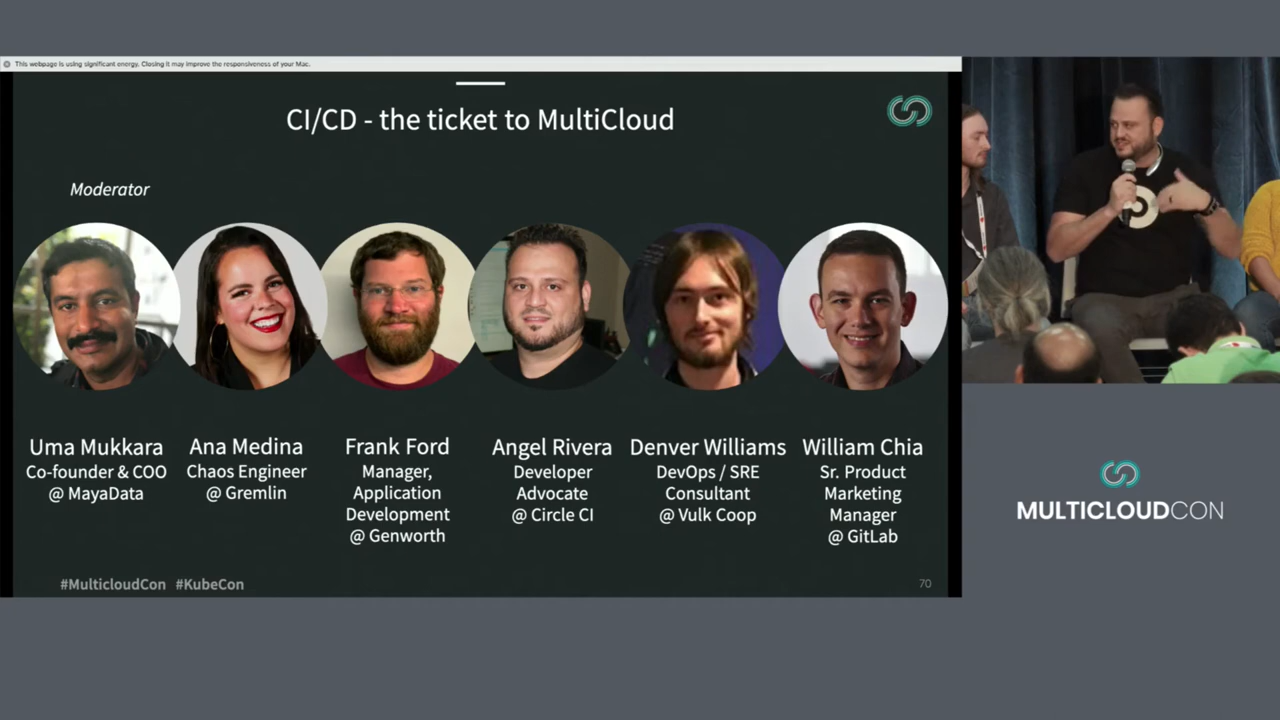 This webpage is using significant energy. Closing it may improve the responsiveness of your Mac.
CI/CD - the ticket to MultiCloud
Moderator
Uma Mukkara
Co-founder & COO
@ MayaData
Ana Medina
Chaos Engineer
@ Gremlin
Frank Ford
Manager,
Application
Development
@ Genworth
Angel Rivera
Developer
Advocate
@ Circle CI
Denver Williams
DevOps / SRE
Consultant
@ Vulk Coop
William Chia
Sr. Product
Marketing
Manager
@ GitLab
#MulticloudCon #KubeCon
70
MULTICLOUDCON